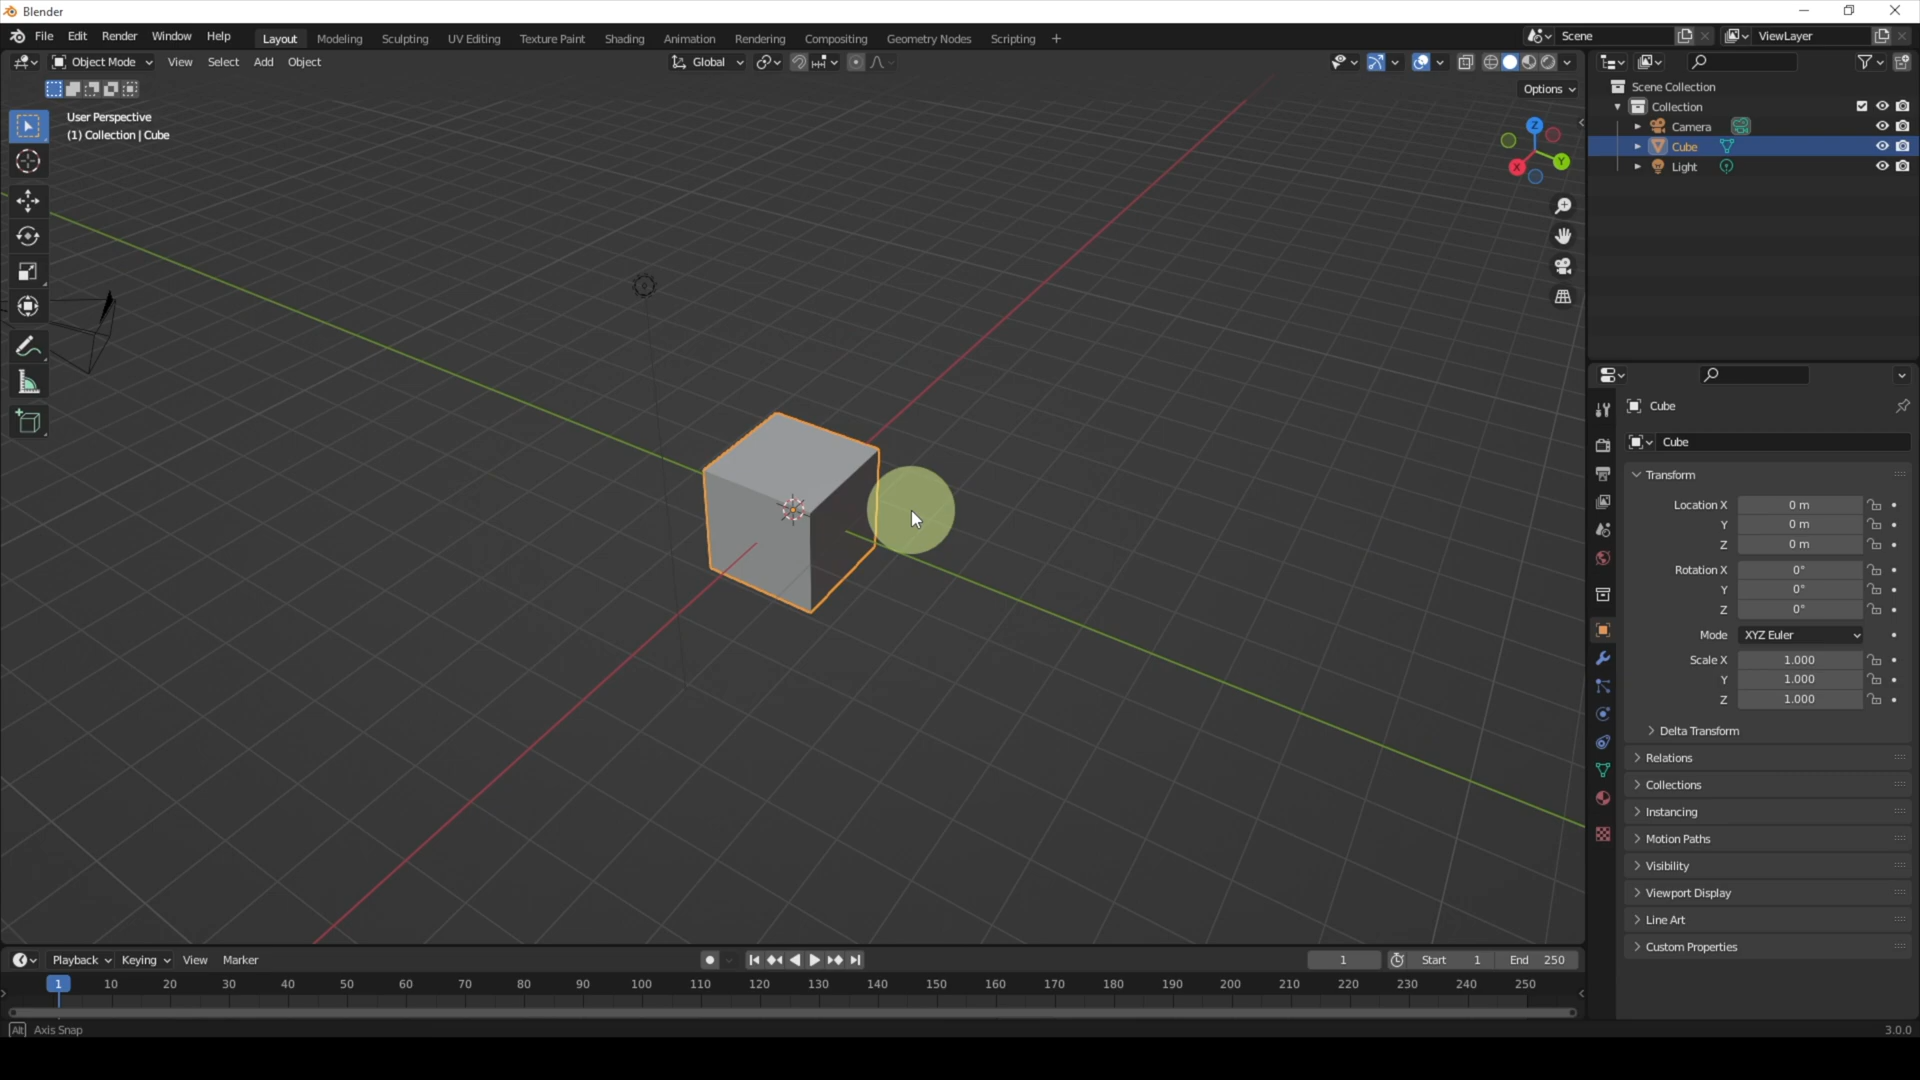 Blender
File Edit Render Window Help Layout Modeling Sculpting UV Editing Texture Paint Shading Animation Rendering Compositing Geometry Nodes Scripting + Scene ViewLayer
Object Mode View Select Add Object Global
Options
User Perspective
(1) Collection | Cube
Z
Y
X
Scene Collection
Collection
Camera
Cube
Light
Cube
Cube
Transform
Location X 0 m
Y 0 m
Z 0 m
Rotation X 0°
Y 0°
Z 0°
Mode XYZ Euler
Scale X 1.000
Y 1.000
Z 1.000
Delta Transform
Relations
Collections
Instancing
Motion Paths
Visibility
Viewport Display
Line Art
Custom Properties
Playback Keying View Marker 1 Start 1 End 250
1 10 20 30 40 50 60 70 80 90 100 110 120 130 140 150 160 170 180 190 200 210 220 230 240 250
Alt Axis Snap 3.0.0